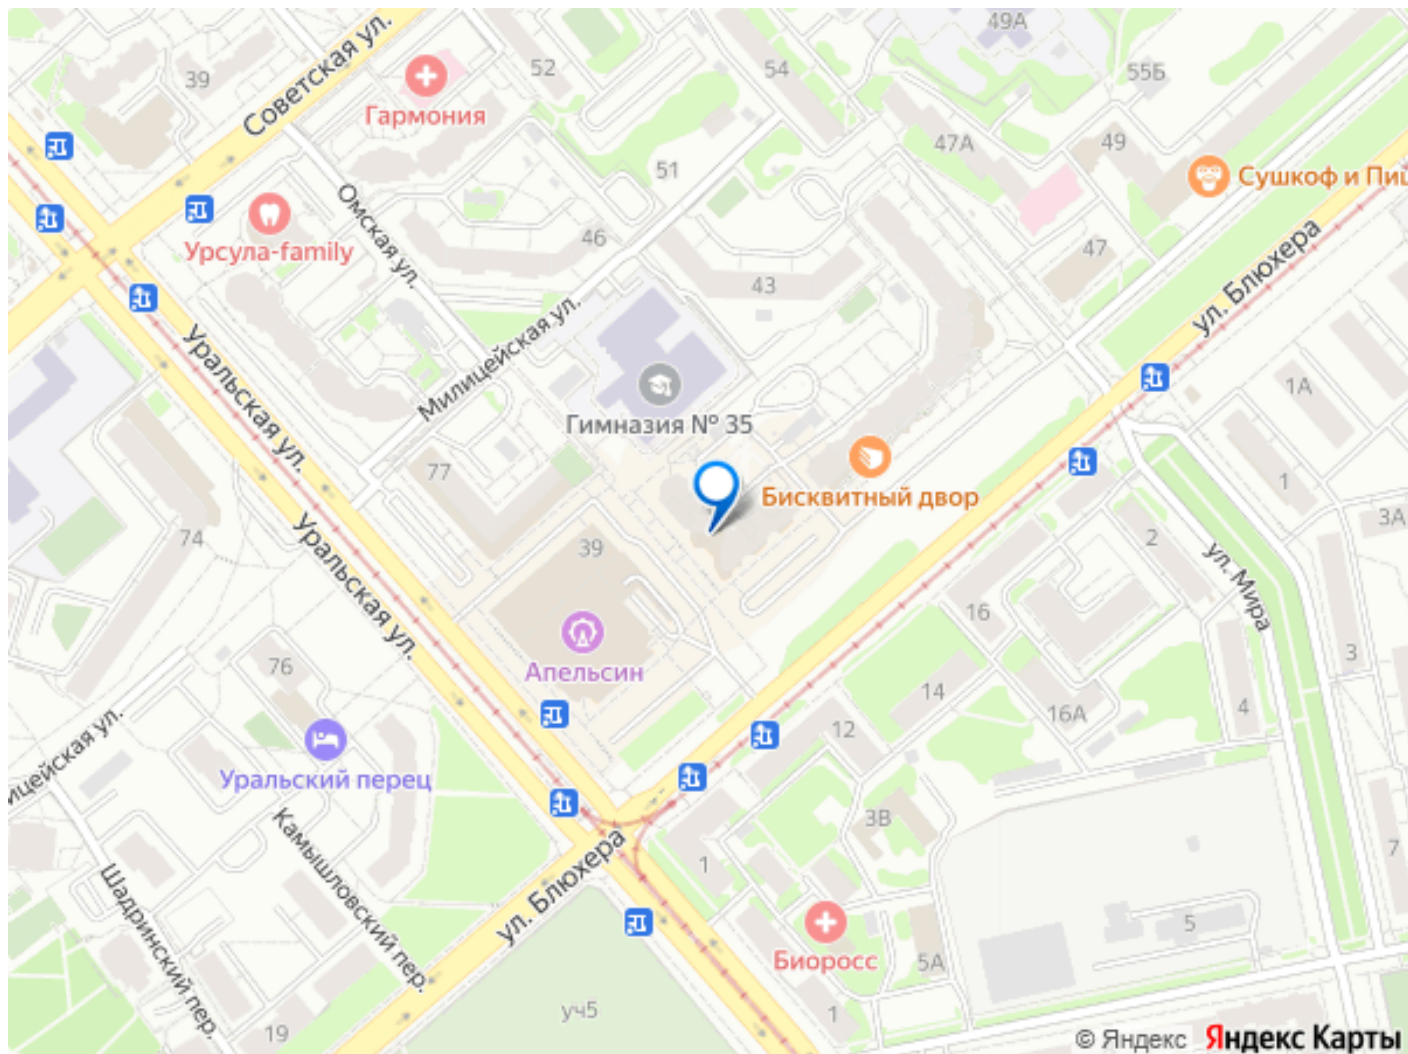 49А
39
Советская ул.
52
54
55Б
Гармония
47А
49
51
Сушкоф и Пиц
Омская ул.
46
Урсула-family
47
43
ул. Блюхера
Милицейская ул.
Уральская ул.
1А
Гимназия № 35
77
1
Бисквитный двор
3А
74
39
2
Уральская ул.
ул. Мира
16
3
76
Апельсин
14
16А
4
12
ицейская ул.
Уральский перец
3В
Камышловский пер.
ул. Блюхера
1
7
Шадринский пер.
5
Биоросс
5А
уч5
1
19
© Яндекс Яндекс Карты